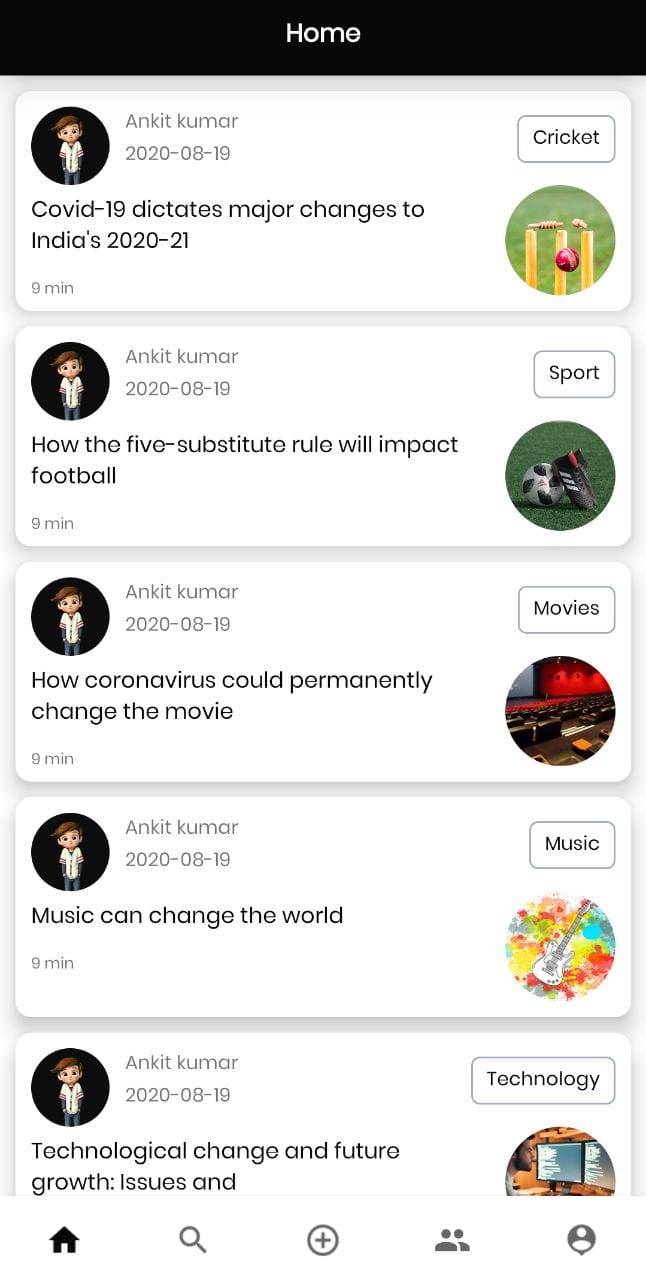 Home
Ankit kumar
2020-08-19
Cricket
Covid-19 dictates major changes to
India's 2020-21
9 min
Ankit kumar
2020-08-19
Sport
How the five-substitute rule will impact
football
9 min
Ankit kumar
2020-08-19
Movies
How coronavirus could permanently
change the movie
9 min
Ankit kumar
2020-08-19
Music
Music can change the world
9 min
Ankit kumar
2020-08-19
Technology
Technological change and future
growth: Issues and